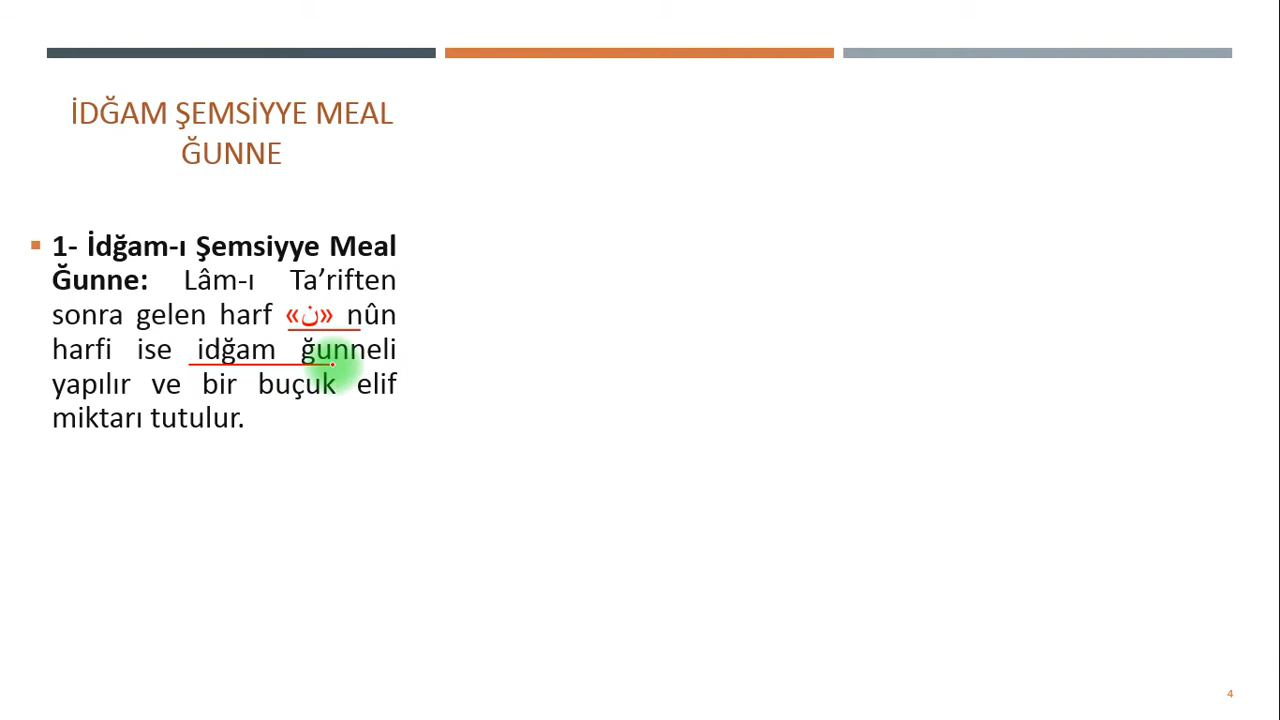 İDĞAM ŞEMSİYYE MEAL
ĞUNNE
1- İdğam-ı Şemsiyye Meal
Ğunne: Lâm-ı Ta’riften
sonra gelen harf «ن» nûn
harfi ise idğam ğunneli
yapılır ve bir buçuk elif
miktarı tutulur.
4